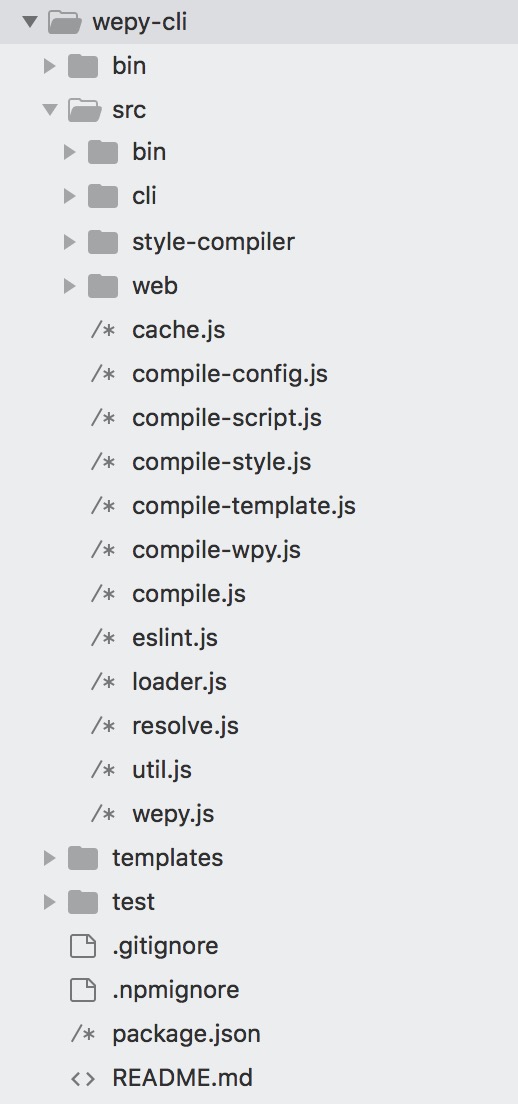 wepy-cli
bin
src
bin
cli
style-compiler
web
cache.js
compile-config.js
compile-script.js
compile-style.js
compile-template.js
compile-wpy.js
compile.js
eslint.js
loader.js
resolve.js
util.js
wepy.js
templates
test
.gitignore
.npmignore
package.json
README.md